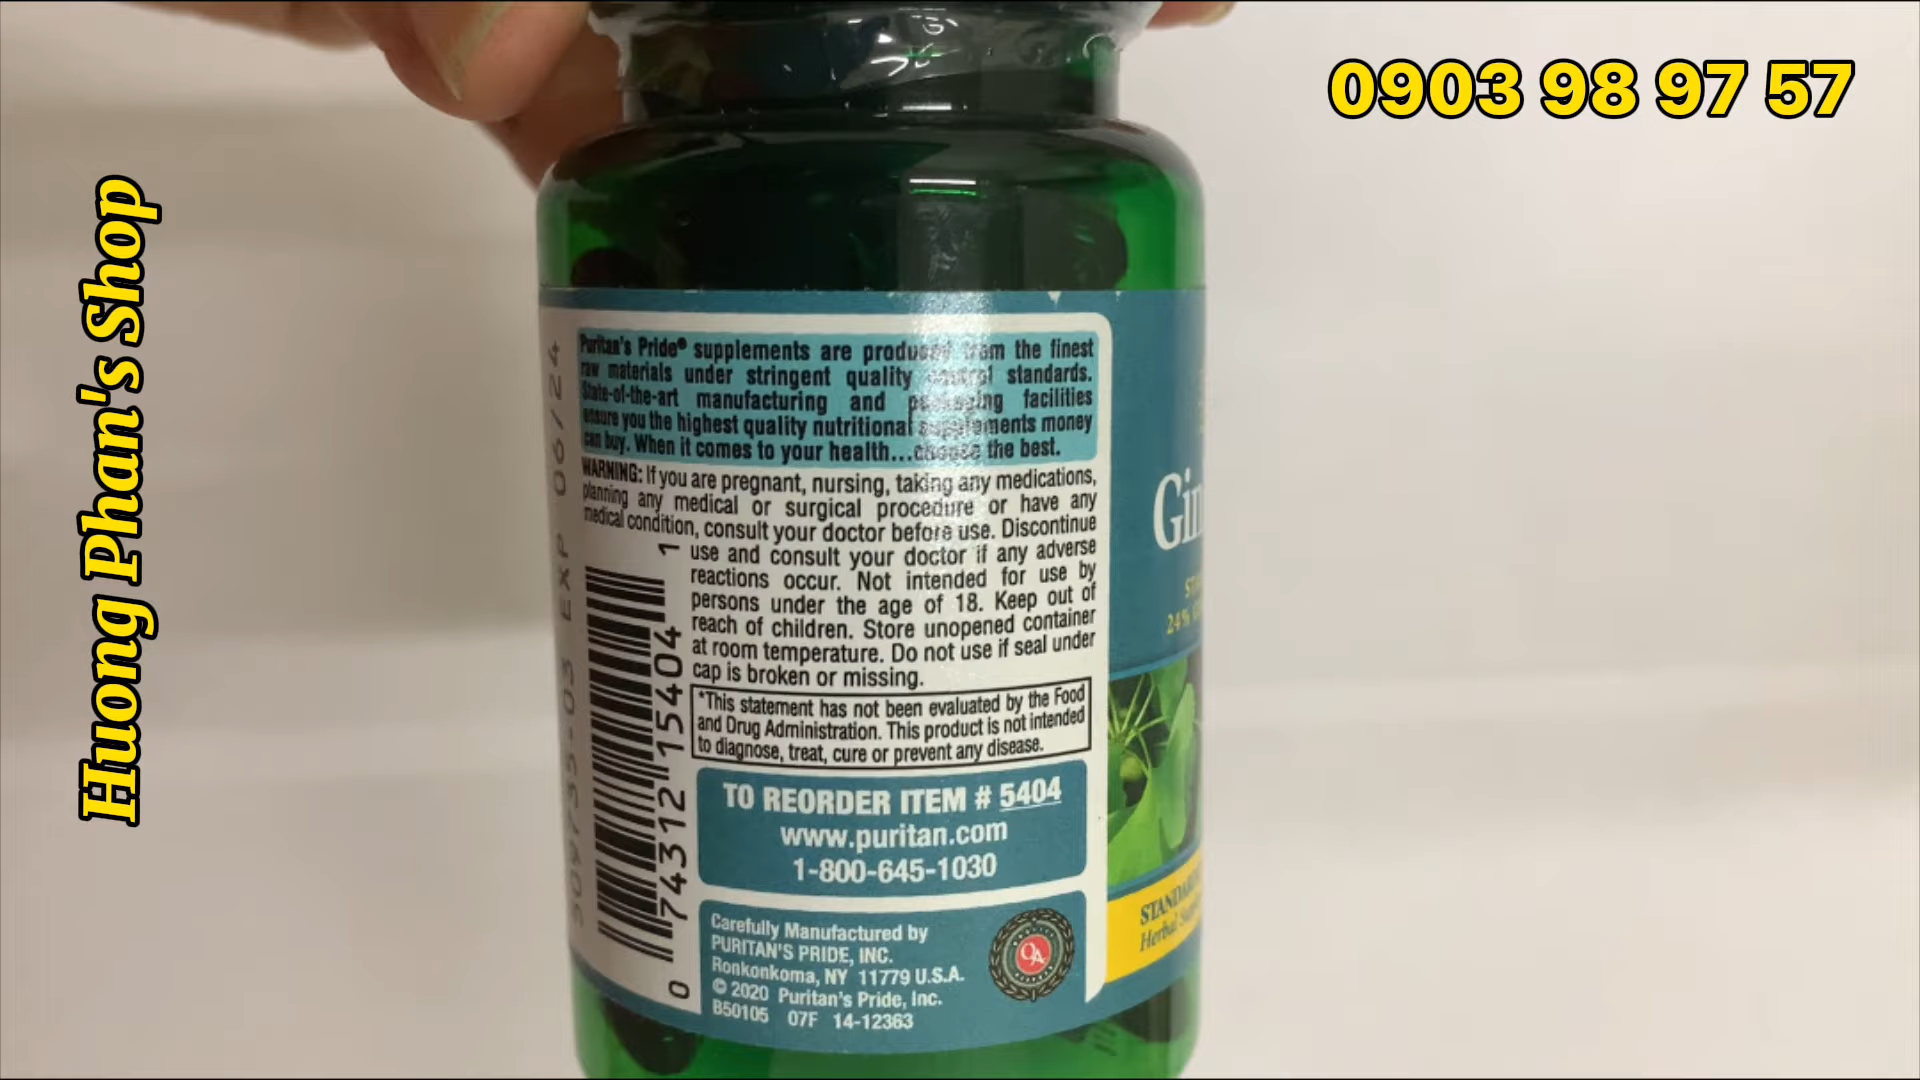 0903 98 97 57
Huong Phan's Shop
Puritan's Pride® supplements are produced from the finest
raw materials under stringent quality control standards.
State-of-the-art manufacturing and packaging facilities
ensure you the highest quality nutritional supplements money
can buy. When it comes to your health...choose the best.
WARNING: If you are pregnant, nursing, taking any medications,
planning any medical or surgical procedure or have any
medical condition, consult your doctor before use. Discontinue
use and consult your doctor if any adverse
reactions occur. Not intended for use by
persons under the age of 18. Keep out of
reach of children. Store unopened container
at room temperature. Do not use if seal under
cap is broken or missing.
*This statement has not been evaluated by the Food
and Drug Administration. This product is not intended
to diagnose, treat, cure or prevent any disease.
TO REORDER ITEM # 5404
www.puritan.com
1-800-645-1030
Carefully Manufactured by
PURITAN'S PRIDE, INC.
Ronkonkoma, NY 11779 U.S.A.
© 2020 Puritan's Pride, Inc.
B50105 07F 14-12363
QA
0 74312 15404 1
EXP 06/24
Gin
24%
Herbal